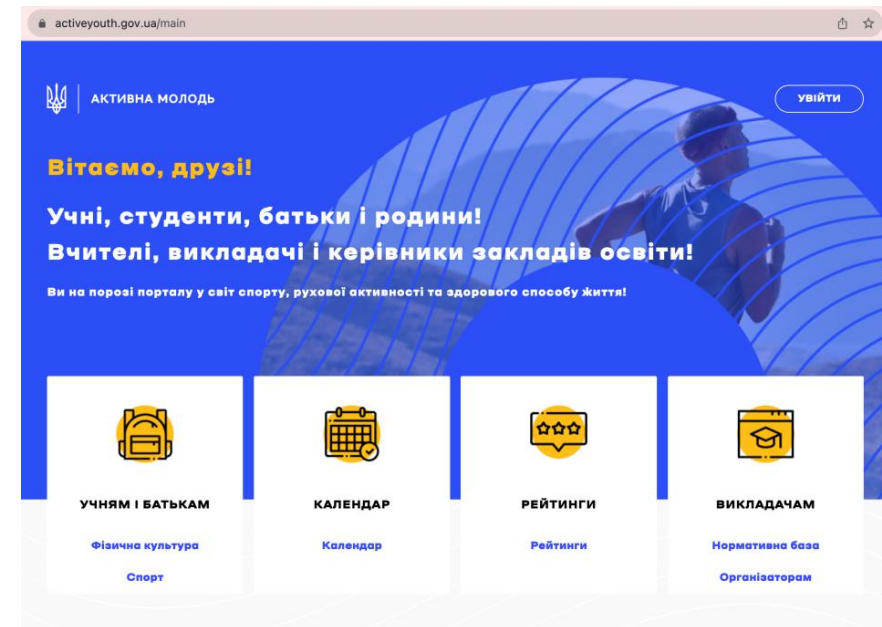 activeyouth.gov.ua/main
АКТИВНА МОЛОДЬ
УВІЙТИ
Вітаємо, друзі!
Учні, студенти, батьки і родини!
Вчителі, викладачі і керівники закладів освіти!
Ви на порозі порталу у світ спорту, рухової активності та здорового способу життя!
УЧНЯМ І БАТЬКАМ
Фізична культура
Спорт
КАЛЕНДАР
Календар
РЕЙТИНГИ
Рейтинги
ВИКЛАДАЧАМ
Нормативна база
Організаторам